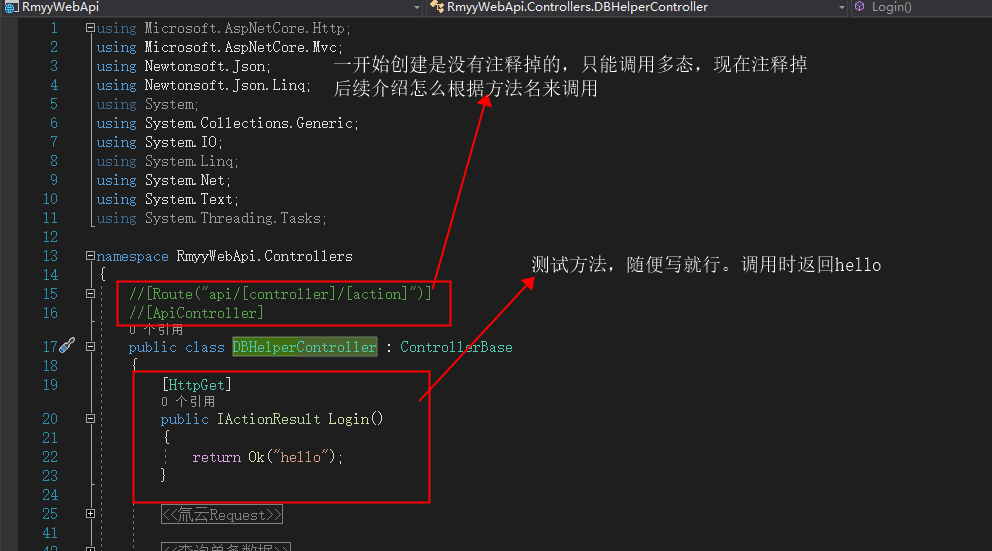 RmyyWebApi RmyyWebApi.Controllers.DBHelperController Login()
1 using Microsoft.AspNetCore.Http;
2 using Microsoft.AspNetCore.Mvc;
3 using Newtonsoft.Json;
一开始创建是没有注释掉的，只能调用多态，现在注释掉
4 using Newtonsoft.Json.Linq;
后续介绍怎么根据方法名来调用
5 using System;
6 using System.Collections.Generic;
7 using System.IO;
8 using System.Linq;
9 using System.Net;
10 using System.Text;
11 using System.Threading.Tasks;
12
13 namespace RmyyWebApi.Controllers
测试方法，随便写就行。调用时返回hello
14 {
15 //[Route("api/[controller]/[action]")]
16 //[ApiController]
0 个引用
17 public class DBHelperController : ControllerBase
18 {
19 [HttpGet]
0 个引用
20 public IActionResult Login()
21 {
22 return Ok("hello");
23 }
24
25 <<氚云Request>>
41
42 <<查询单条数据>>